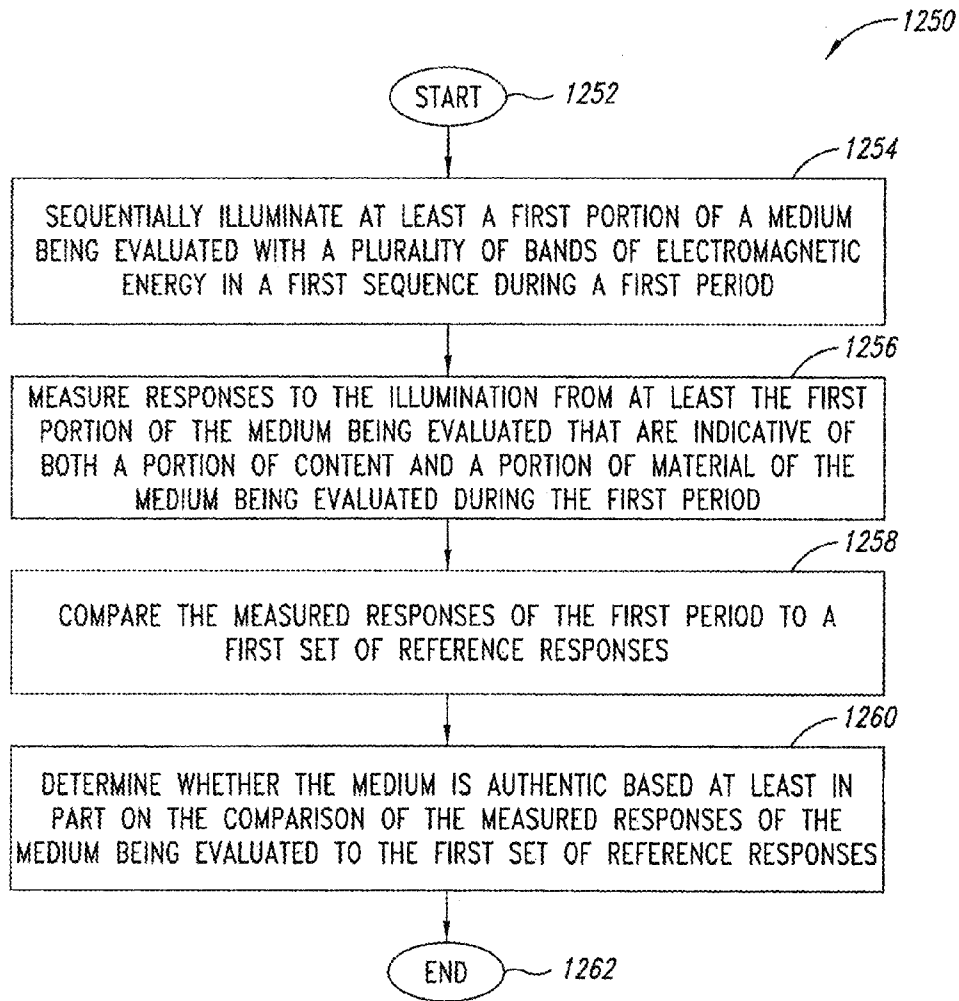 1250
START
1252
1254
SEQUENTIALLY ILLUMINATE AT LEAST A FIRST PORTION OF A MEDIUM
BEING EVALUATED WITH A PLURALITY OF BANDS OF ELECTROMAGNETIC
ENERGY IN A FIRST SEQUENCE DURING A FIRST PERIOD
1256
MEASURE RESPONSES TO THE ILLUMINATION FROM AT LEAST THE FIRST
PORTION OF THE MEDIUM BEING EVALUATED THAT ARE INDICATIVE OF
BOTH A PORTION OF CONTENT AND A PORTION OF MATERIAL OF THE
MEDIUM BEING EVALUATED DURING THE FIRST PERIOD
1258
COMPARE THE MEASURED RESPONSES OF THE FIRST PERIOD TO A
FIRST SET OF REFERENCE RESPONSES
1260
DETERMINE WHETHER THE MEDIUM IS AUTHENTIC BASED AT LEAST IN
PART ON THE COMPARISON OF THE MEASURED RESPONSES OF THE
MEDIUM BEING EVALUATED TO THE FIRST SET OF REFERENCE RESPONSES
END
1262